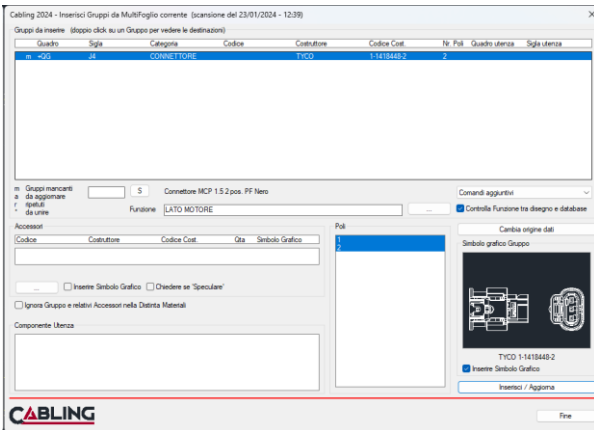 Cabling 2024 - Inserisci Gruppi da MultiFoglio corrente (scansione del 23/01/2024 - 12:39)
Gruppi da inserire (doppio click su un Gruppo per vedere le destinazioni)
Quadro Sigla Categoria Codice Costruttore Codice Cost. Nr. Poli Quadro utenza Sigla utenza
m +QG J4 CONNETTORE TYCO 1-1418448-2 2
m Gruppi mancanti
a da aggiornare
r ripetuti
* da unire
S
Connettore MCP 1.5 2 pos. PF Nero
Comandi aggiuntivi
Funzione LATO MOTORE
...
Controlla Funzione tra disegno e database
Accessori
Codice Costruttore Codice Cost. Qta Simbolo Grafico
... Inserire Simbolo Grafico Chiedere se 'Speculare'
Ignora Gruppo e relativi Accessori nella Distinta Materiali
Componente Utenza
Poli
1
2
Cambia origine dati
Simbolo grafico Gruppo
TYCO 1-1418448-2
Inserire Simbolo Grafico
Inserisci / Aggiorna
CABLING
Fine